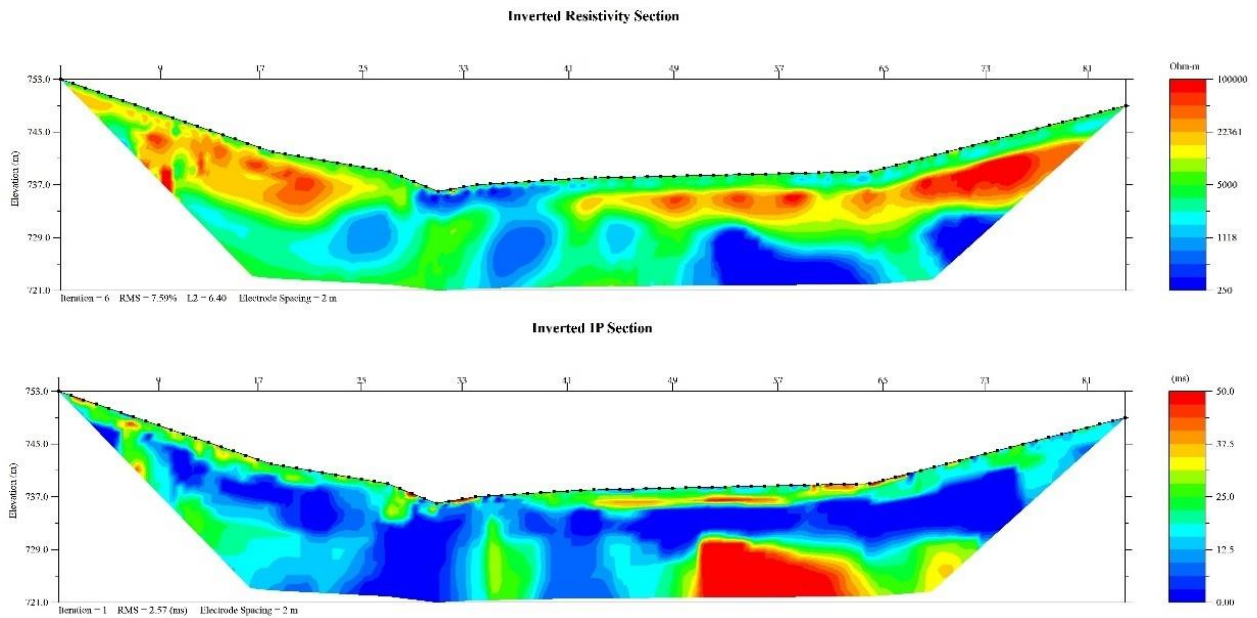 Inverted Resistivity Section
9 17 25 33 41 49 57 65 73 81
Ohm-m
753.0
745.0
737.0
729.0
721.0
Elevation (m)
100000
22361
5000
1118
250
Iteration = 6 RMS = 7.59% L2 = 6.40 Electrode Spacing = 2 m
Inverted IP Section
9 17 25 33 41 49 57 65 73 81
(ms)
753.0
745.0
737.0
729.0
721.0
Elevation (m)
50.0
37.5
25.0
12.5
0.00
Iteration = 1 RMS = 2.57 (ms) Electrode Spacing = 2 m